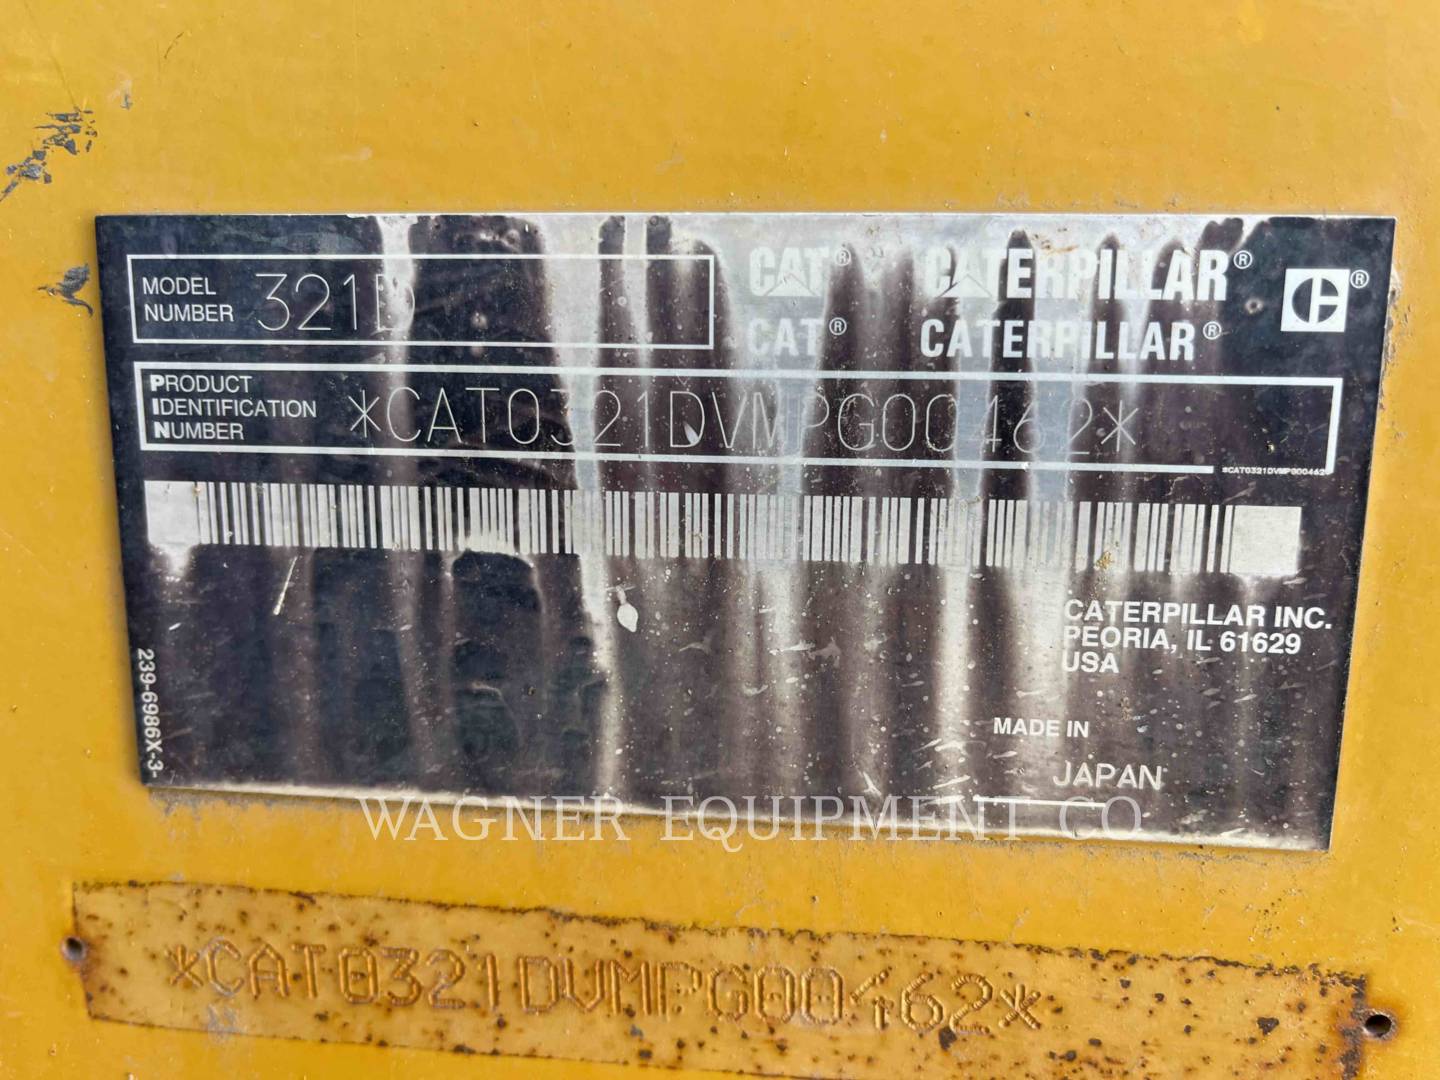 MODEL NUMBER 321D
CAT® CATERPILLAR®
CAT® CATERPILLAR®
PRODUCT IDENTIFICATION NUMBER *CAT0321DVMPG00462*
*CAT0321DVMPG00462*
CATERPILLAR INC.
PEORIA, IL 61629
USA
MADE IN
JAPAN
239-6986X-3-
WAGNER EQUIPMENT CO
*CAT0321DVMPG00462*